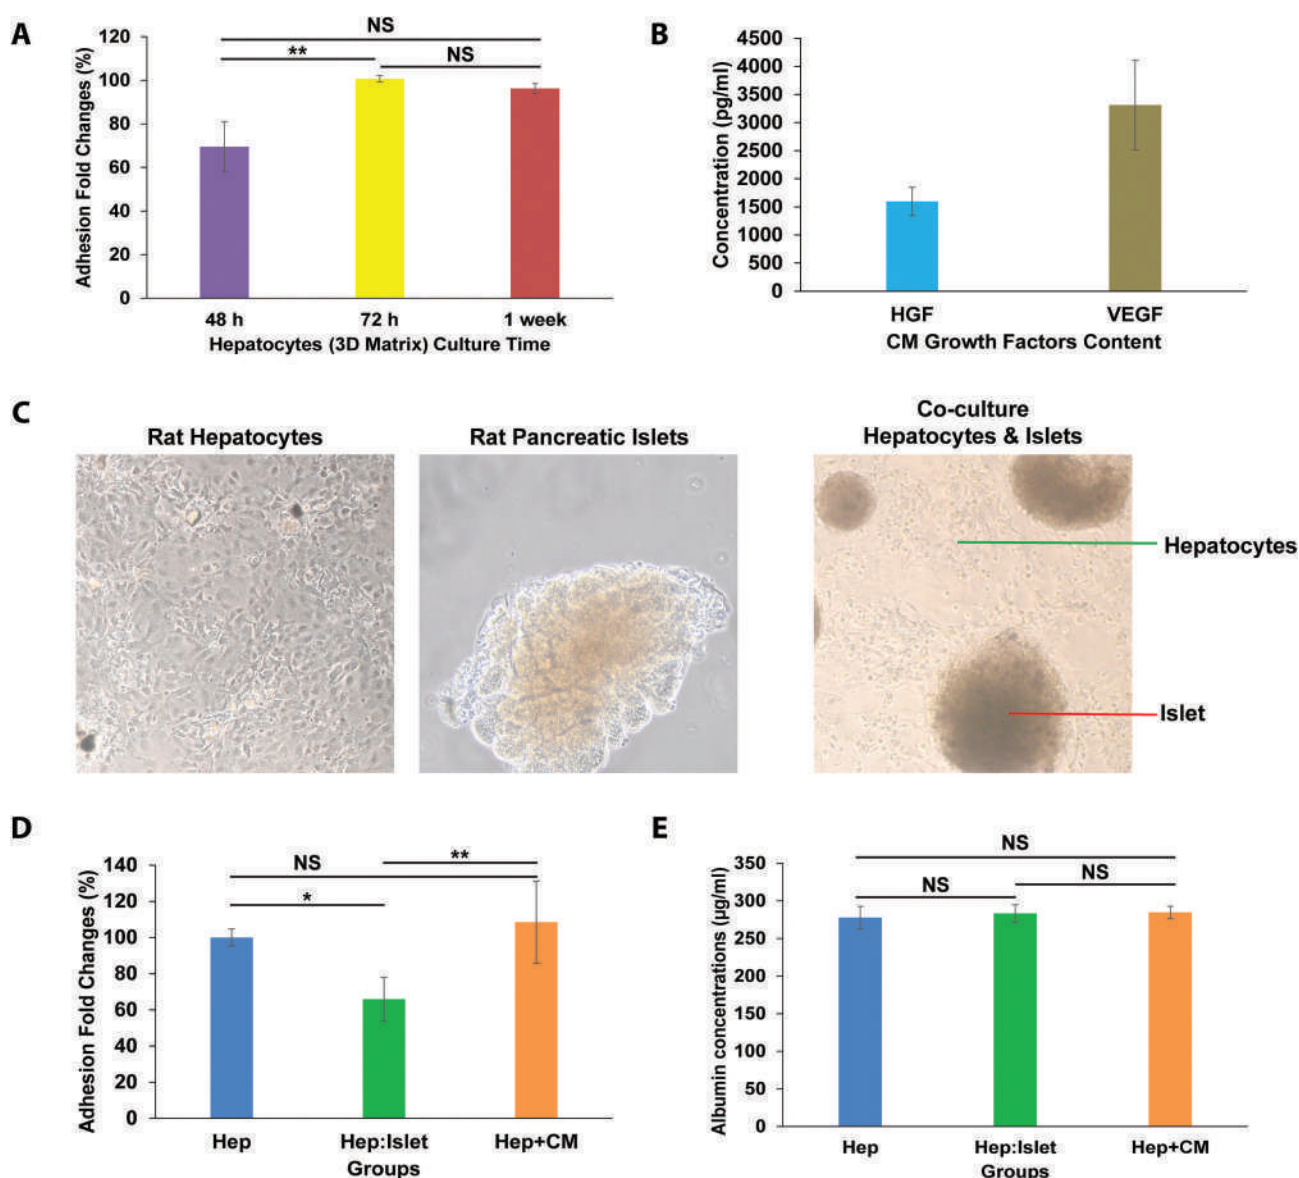 A
NS
**
NS
Adhesion Fold Changes (%)
120
100
80
60
40
20
0
48 h
72 h
1 week
Hepatocytes (3D Matrix) Culture Time
B
Concentration (pg/ml)
4500
4000
3500
3000
2500
2000
1500
1000
500
0
HGF
VEGF
CM Growth Factors Content
C
Rat Hepatocytes
Rat Pancreatic Islets
Co-culture
Hepatocytes & Islets
Hepatocytes
Islet
D
NS
**
*
Adhesion Fold Changes (%)
140
120
100
80
60
40
20
0
Hep
Hep:Islet
Hep+CM
Groups
E
NS
NS
NS
Albumin concentrations (µg/ml)
350
300
250
200
150
100
50
0
Hep
Hep:Islet
Hep+CM
Groups